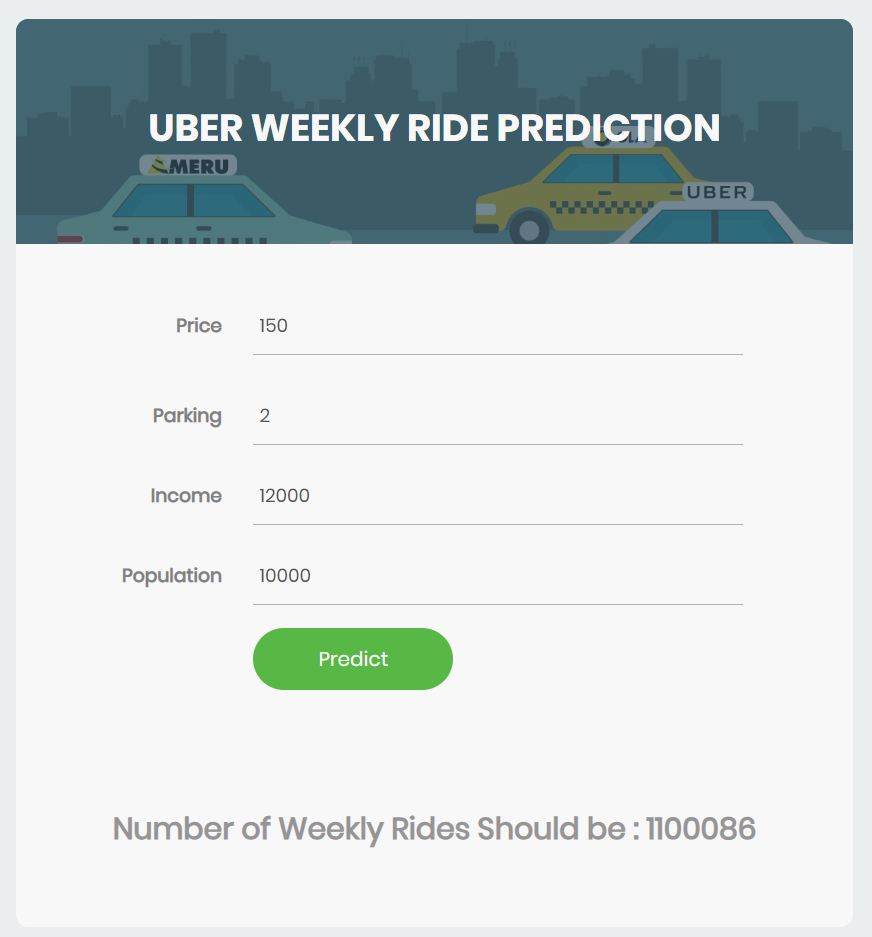 UBER WEEKLY RIDE PREDICTION
MERU
UBER
Price 150
Parking 2
Income 12000
Population 10000
Predict
Number of Weekly Rides Should be : 1100086